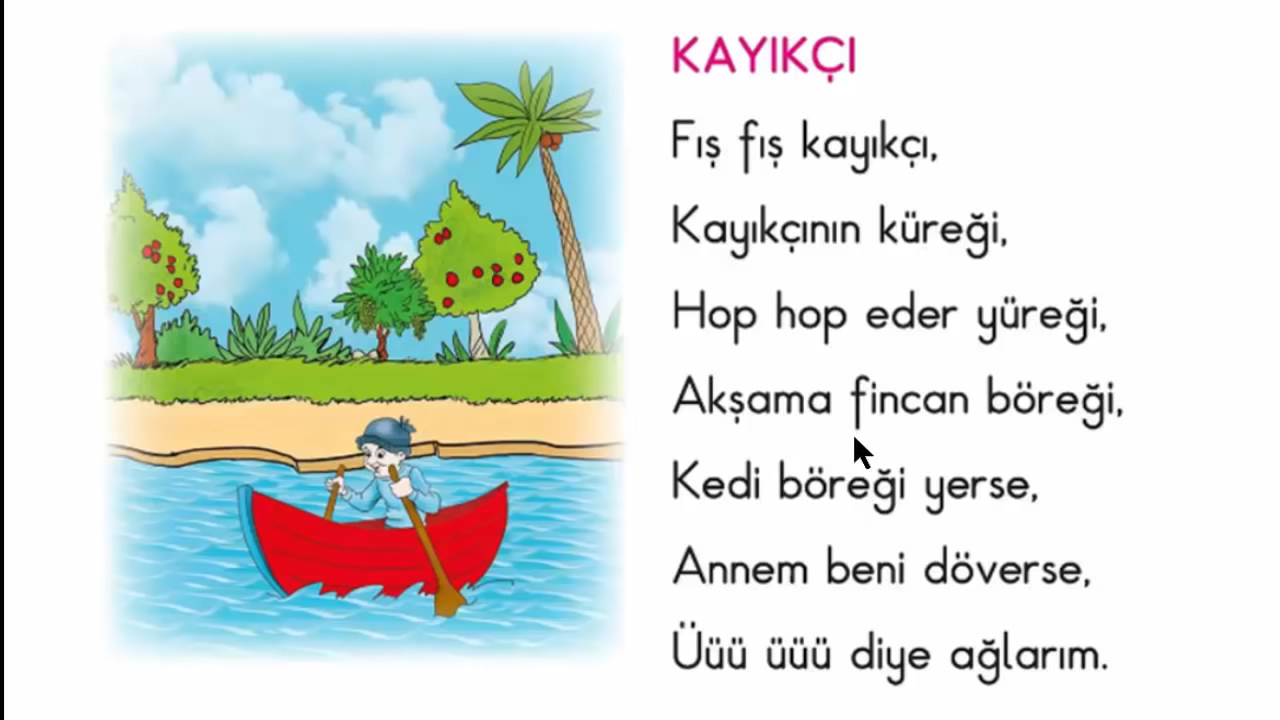 KAYIKÇI
Fış fış kayıkçı,
Kayıkçının küreği,
Hop hop eder yüreği,
Akşama fincan böreği,
Kedi böreği yerse,
Annem beni döverse,
Üüü üüü diye ağlarım.